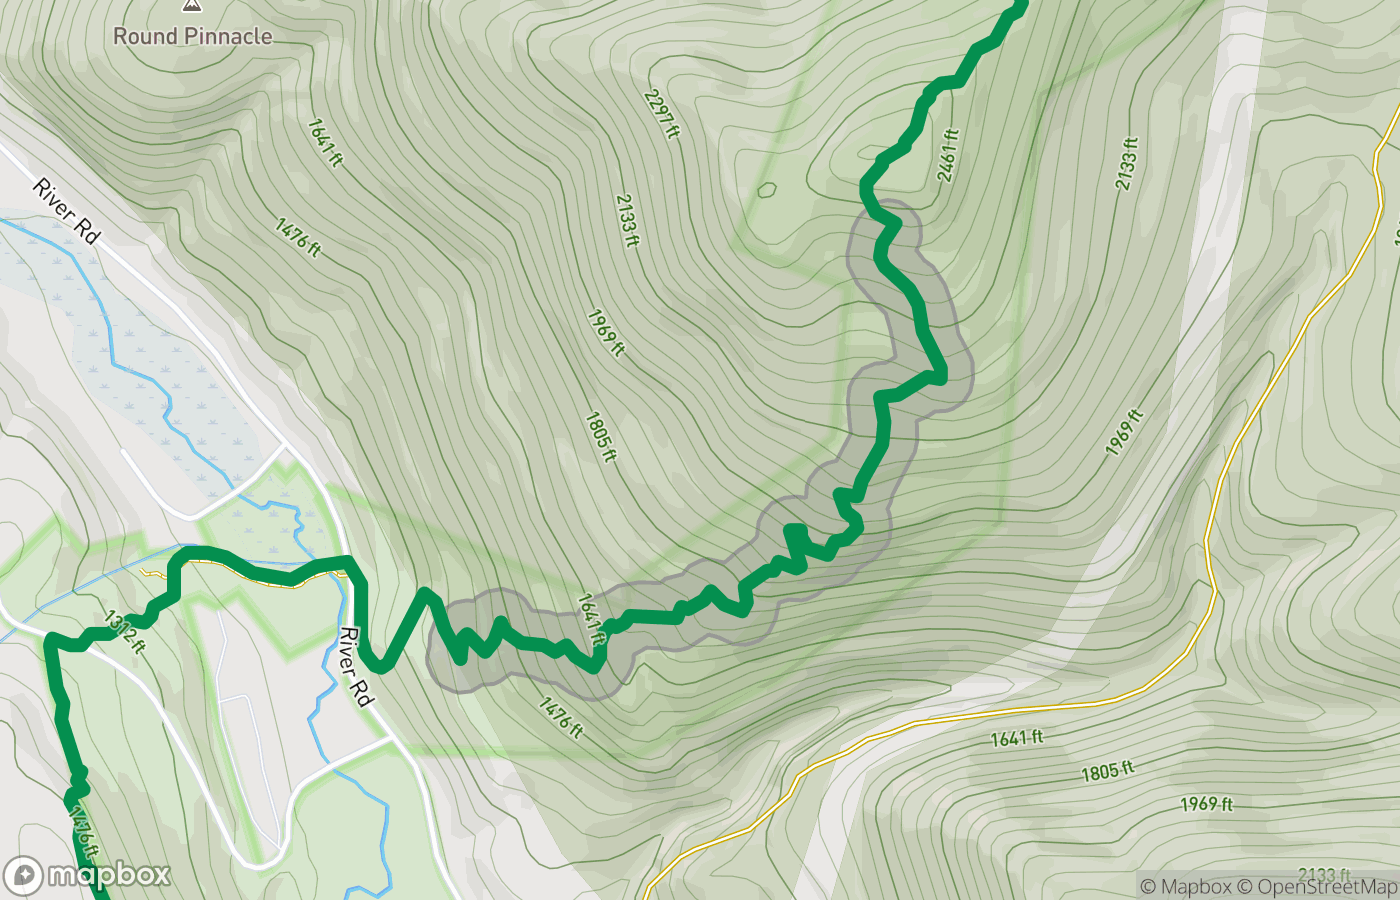 Round Pinnacle
2297 ft
1641 ft
2461 ft
2133 ft
River Rd
2133 ft
1476 ft
1969 ft
1969 ft
1805 ft
1641 ft
1312 ft
River Rd
1476 ft
1641 ft
1805 ft
1969 ft
1476 ft
2133 ft
mapbox
© Mapbox © OpenStreetMap